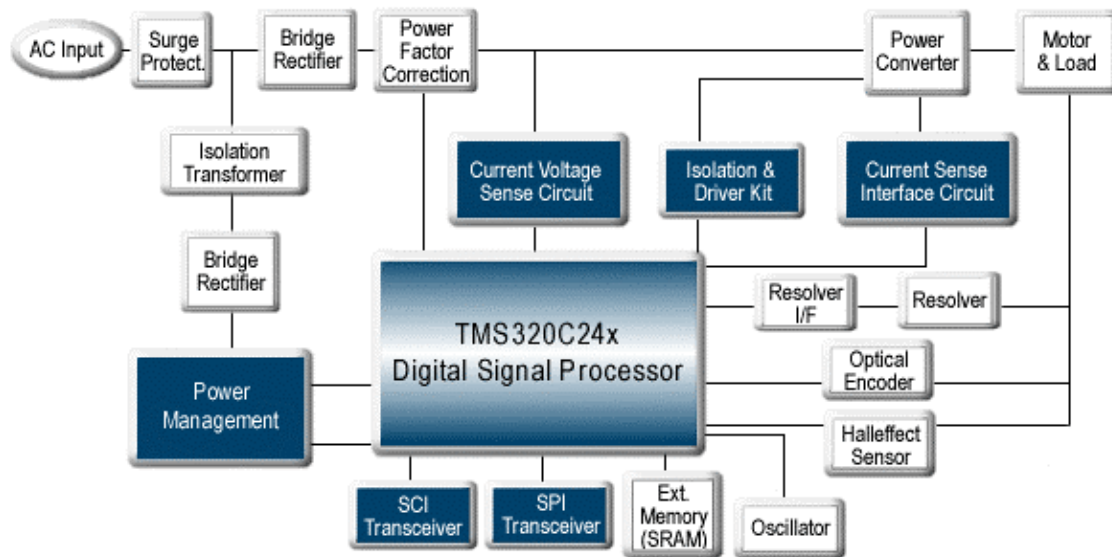 AC Input
Surge
Protect.
Bridge
Rectifier
Power
Factor
Correction
Power
Converter
Motor
& Load
Isolation
Transformer
Current Voltage
Sense Circuit
Isolation &
Driver Kit
Current Sense
Interface Circuit
Bridge
Rectifier
Resolver
I/F
Resolver
TMS320C24x
Digital Signal Processor
Optical
Encoder
Power
Management
Halleffect
Sensor
SCI
Transceiver
SPI
Transceiver
Ext.
Memory
(SRAM)
Oscillator